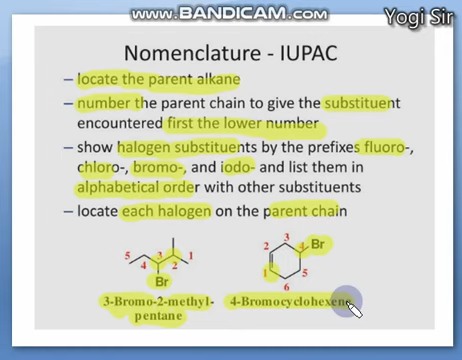 www.BANDICAM.com
Yogi Sir
Nomenclature - IUPAC
– locate the parent alkane
– number the parent chain to give the substituent
encountered first the lower number
– show halogen substituents by the prefixes fluoro-,
chloro-, bromo-, and iodo- and list them in
alphabetical order with other substituents
– locate each halogen on the parent chain
5 4 3 2 1
Br
2 3 4 Br
1 6 5
3-Bromo-2-methyl-
pentane
4-Bromocyclohexene